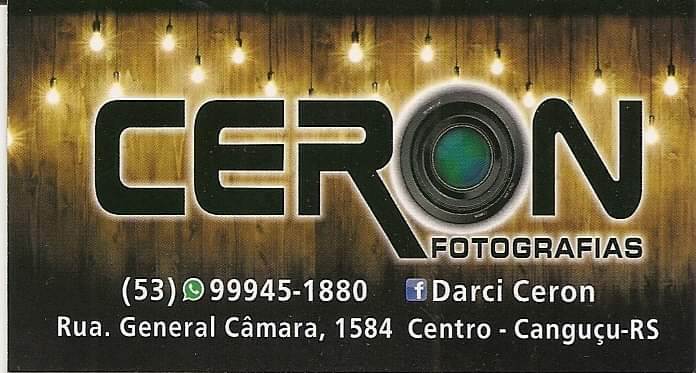 CERON
FOTOGRAFIAS
(53) 99945-1880 Darci Ceron
Rua. General Câmara, 1584 Centro - Canguçu-RS